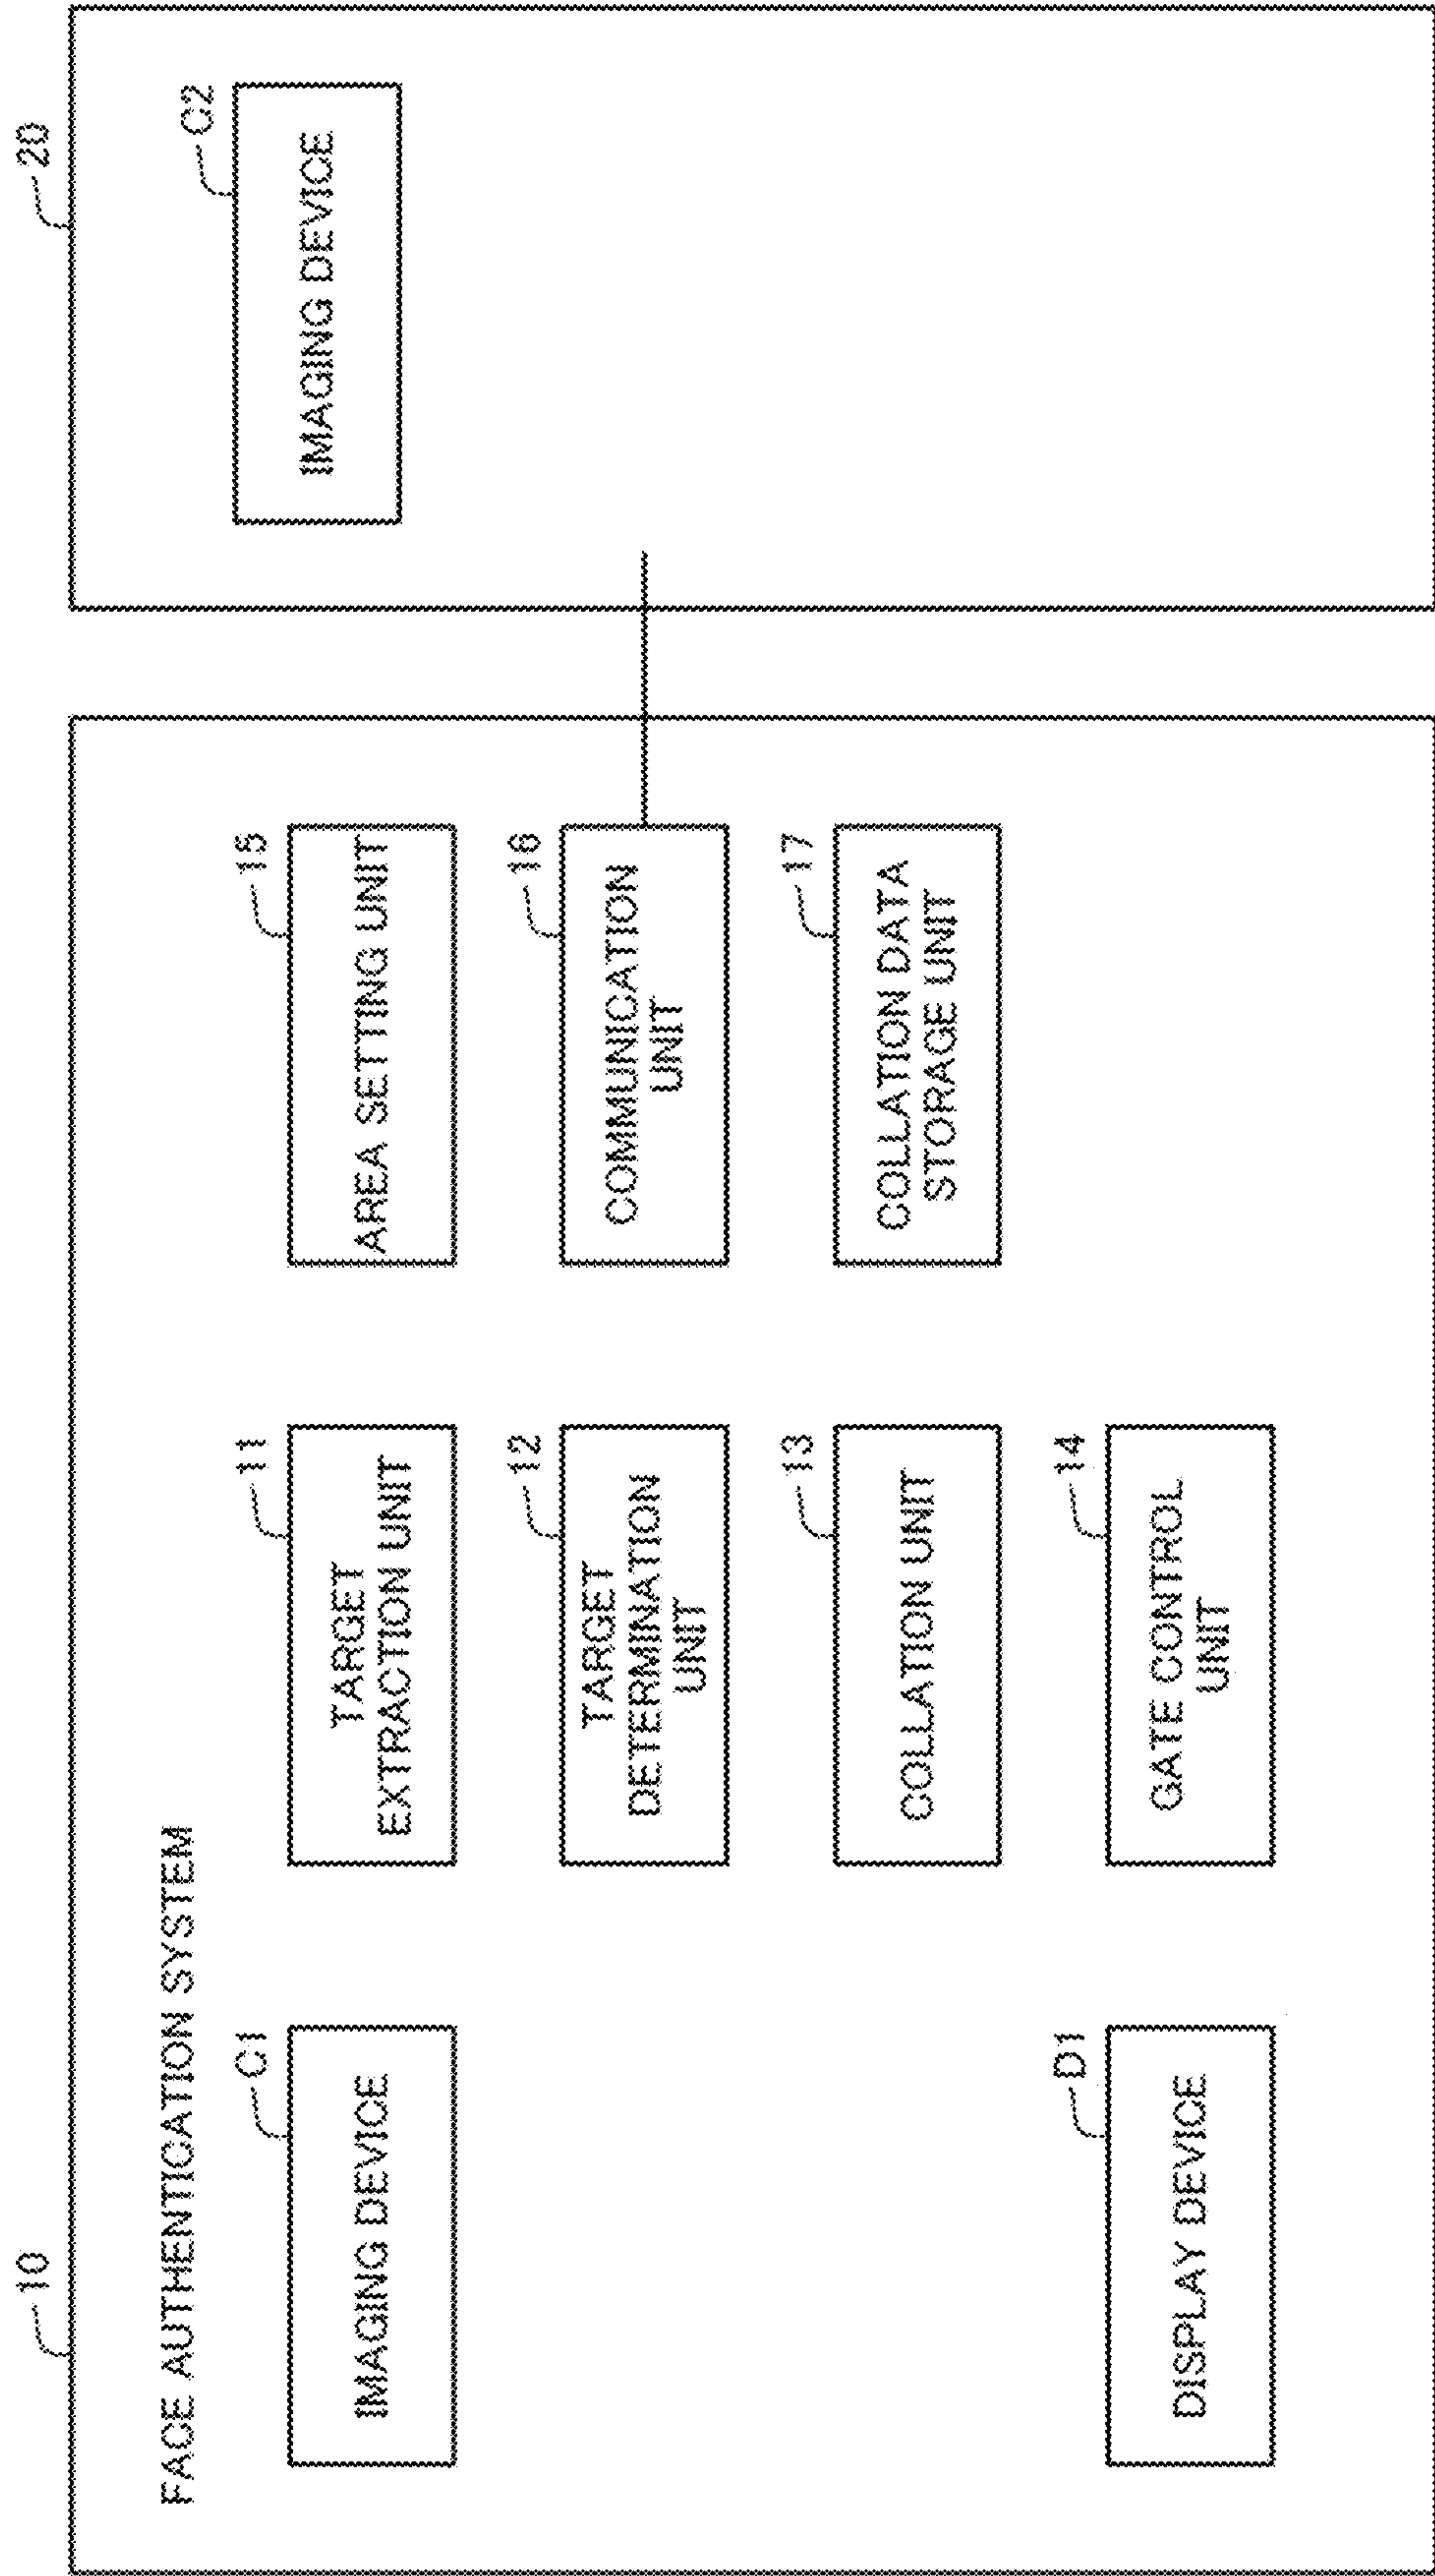 10
FACE AUTHENTICATION SYSTEM
C1
IMAGING DEVICE
D1
DISPLAY DEVICE
11
TARGET
EXTRACTION UNIT
12
TARGET
DETERMINATION
UNIT
13
COLLATION UNIT
14
GATE CONTROL
UNIT
15
AREA SETTING UNIT
16
COMMUNICATION
UNIT
17
COLLATION DATA
STORAGE UNIT
20
C2
IMAGING DEVICE